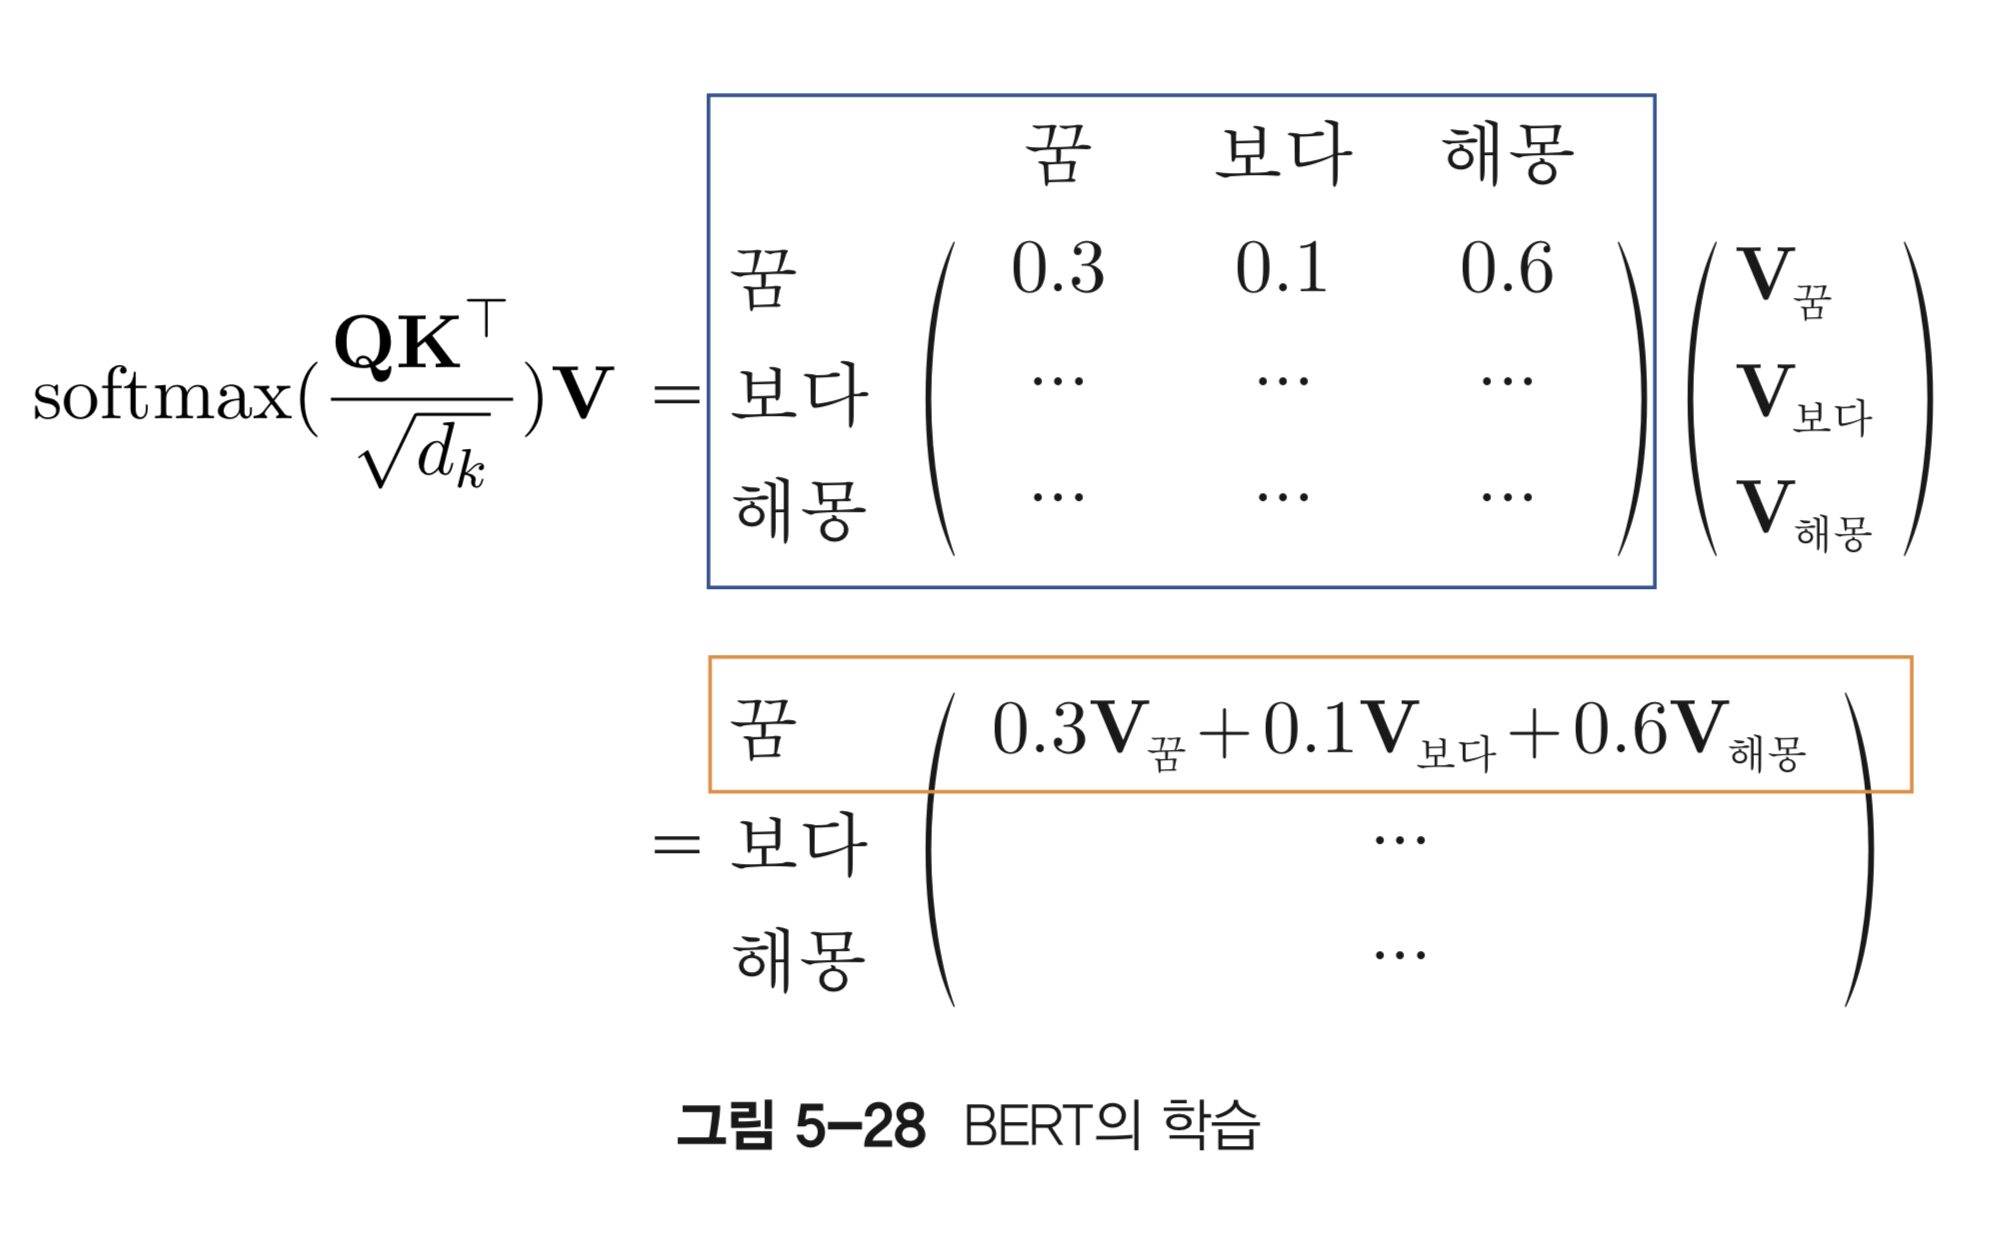 꿈 보다 해몽
softmax(QK⊤/√dk)V = 꿈 ( 0.3 0.1 0.6 ) ( V꿈 )
보다 ⋯ ⋯ ⋯ V보다
해몽 ⋯ ⋯ ⋯ V해몽
꿈 ( 0.3V꿈+0.1V보다+0.6V해몽 )
= 보다 ⋯
해몽 ⋯
그림 5–28 BERT의 학습